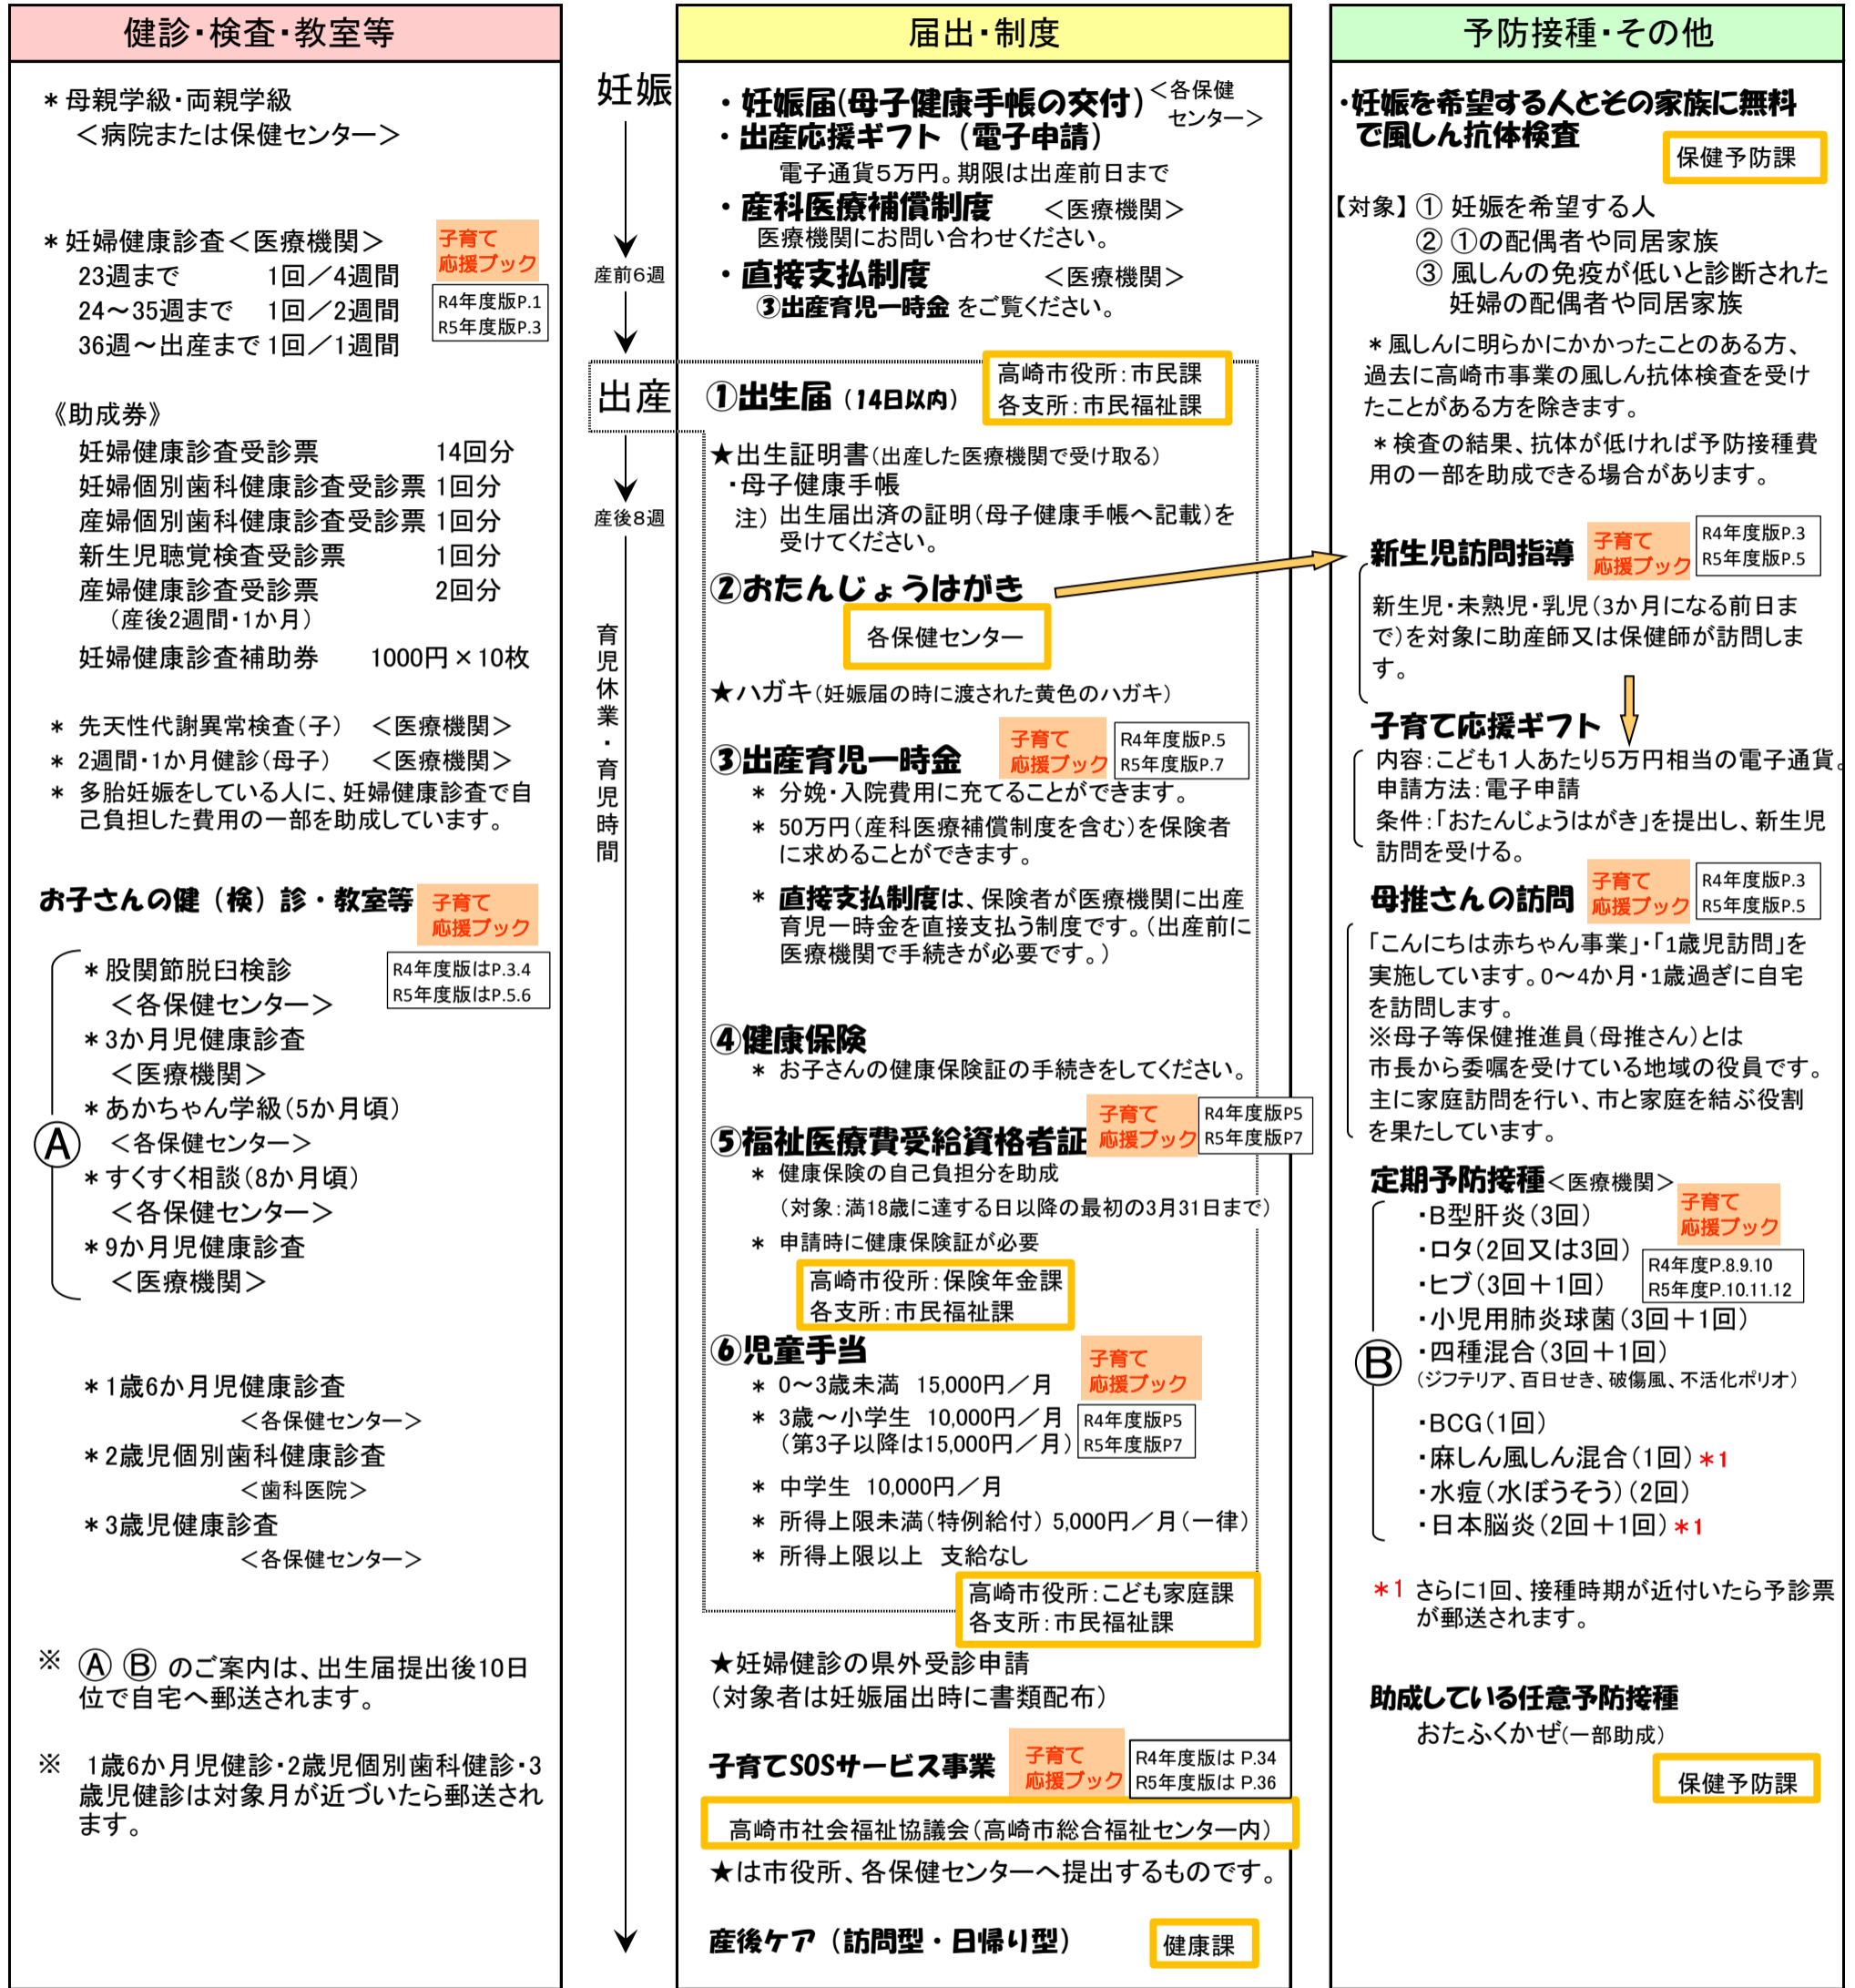 健診・検査・教室等
＊母親学級・両親学級
＜病院または保健センター＞
＊妊婦健康診査＜医療機関＞
子育て
応援ブック
23週まで 1回／4週間
24～35週まで 1回／2週間
36週～出産まで 1回／1週間
R4年度版P.1
R5年度版P.3
《助成券》
妊婦健康診査受診票 14回分
妊婦個別歯科健康診査受診票 1回分
産婦個別歯科健康診査受診票 1回分
新生児聴覚検査受診票 1回分
産婦健康診査受診票 2回分
（産後2週間・1か月）
妊婦健康診査補助券 1000円×10枚
＊ 先天性代謝異常検査（子） ＜医療機関＞
＊ 2週間・1か月健診（母子） ＜医療機関＞
＊ 多胎妊娠をしている人に、妊婦健康診査で自
己負担した費用の一部を助成しています。
お子さんの健（検）診・教室等
子育て
応援ブック
R4年度版はP.3.4
R5年度版はP.5.6
Ⓐ
＊股関節脱臼検診
＜各保健センター＞
＊3か月児健康診査
＜医療機関＞
＊あかちゃん学級（5か月頃）
＜各保健センター＞
＊すくすく相談（8か月頃）
＜各保健センター＞
＊9か月児健康診査
＜医療機関＞
＊1歳6か月児健康診査
＜各保健センター＞
＊2歳児個別歯科健康診査
＜歯科医院＞
＊3歳児健康診査
＜各保健センター＞
※ Ⓐ Ⓑ のご案内は、出生届提出後10日
位で自宅へ郵送されます。
※ 1歳6か月児健診・2歳児個別歯科健診・3
歳児健診は対象月が近づいたら郵送され
ます。
妊娠
産前6週
出産
産後8週
育児休業・育児時間
届出・制度
・妊娠届（母子健康手帳の交付）＜各保健
センター＞
・出産応援ギフト（電子申請）
電子通貨5万円。期限は出産前日まで
・産科医療補償制度 ＜医療機関＞
医療機関にお問い合わせください。
・直接支払制度 ＜医療機関＞
③出産育児一時金 をご覧ください。
①出生届（14日以内）
高崎市役所：市民課
各支所：市民福祉課
★出生証明書（出産した医療機関で受け取る）
・母子健康手帳
注） 出生届出済の証明（母子健康手帳へ記載）を
受けてください。
②おたんじょうはがき
各保健センター
★ハガキ（妊娠届の時に渡された黄色のハガキ）
③出産育児一時金
子育て
応援ブック
R4年度版P.5
R5年度版P.7
＊ 分娩・入院費用に充てることができます。
＊ 50万円（産科医療補償制度を含む）を保険者
に求めることができます。
＊ 直接支払制度は、保険者が医療機関に出産
育児一時金を直接支払う制度です。（出産前に
医療機関で手続きが必要です。）
④健康保険
＊ お子さんの健康保険証の手続きをしてください。
⑤福祉医療費受給資格者証
子育て
応援ブック
R4年度版P5
R5年度版P7
＊ 健康保険の自己負担分を助成
（対象：満18歳に達する日以降の最初の3月31日まで）
＊ 申請時に健康保険証が必要
高崎市役所：保険年金課
各支所：市民福祉課
⑥児童手当
子育て
応援ブック
＊ 0～3歳未満 15,000円／月
＊ 3歳～小学生 10,000円／月
（第3子以降は15,000円／月）
R4年度版P5
R5年度版P7
＊ 中学生 10,000円／月
＊ 所得上限未満（特例給付） 5,000円／月（一律）
＊ 所得上限以上 支給なし
高崎市役所：こども家庭課
各支所：市民福祉課
★妊婦健診の県外受診申請
（対象者は妊娠届出時に書類配布）
子育てSOSサービス事業
子育て
応援ブック
R4年度版は P.34
R5年度版は P.36
高崎市社会福祉協議会（高崎市総合福祉センター内）
★は市役所、各保健センターへ提出するものです。
産後ケア（訪問型・日帰り型）
健康課
予防接種・その他
・妊娠を希望する人とその家族に無料
で風しん抗体検査
保健予防課
【対象】① 妊娠を希望する人
② ①の配偶者や同居家族
③ 風しんの免疫が低いと診断された
妊婦の配偶者や同居家族
＊風しんに明らかにかかったことのある方、
過去に高崎市事業の風しん抗体検査を受け
たことがある方を除きます。
＊検査の結果、抗体が低ければ予防接種費
用の一部を助成できる場合があります。
新生児訪問指導
子育て
応援ブック
R4年度版P.3
R5年度版P.5
新生児・未熟児・乳児（3か月になる前日ま
で）を対象に助産師又は保健師が訪問しま
す。
子育て応援ギフト
内容：こども1人あたり5万円相当の電子通貨。
申請方法：電子申請
条件：「おたんじょうはがき」を提出し、新生児
訪問を受ける。
母推さんの訪問
子育て
応援ブック
R4年度版P.3
R5年度版P.5
「こんにちは赤ちゃん事業」・「1歳児訪問」を
実施しています。0～4か月・1歳過ぎに自宅
を訪問します。
※母子等保健推進員（母推さん）とは
市長から委嘱を受けている地域の役員です。
主に家庭訪問を行い、市と家庭を結ぶ役割
を果たしています。
定期予防接種＜医療機関＞
子育て
応援ブック
R4年度P.8.9.10
R5年度P.10.11.12
Ⓑ
・B型肝炎（3回）
・ロタ（2回又は3回）
・ヒブ（3回＋1回）
・小児用肺炎球菌（3回＋1回）
・四種混合（3回＋1回）
（ジフテリア、百日せき、破傷風、不活化ポリオ）
・BCG（1回）
・麻しん風しん混合（1回）＊1
・水痘（水ぼうそう）（2回）
・日本脳炎（2回＋1回）＊1
＊1 さらに1回、接種時期が近付いたら予診票
が郵送されます。
助成している任意予防接種
おたふくかぜ（一部助成）
保健予防課